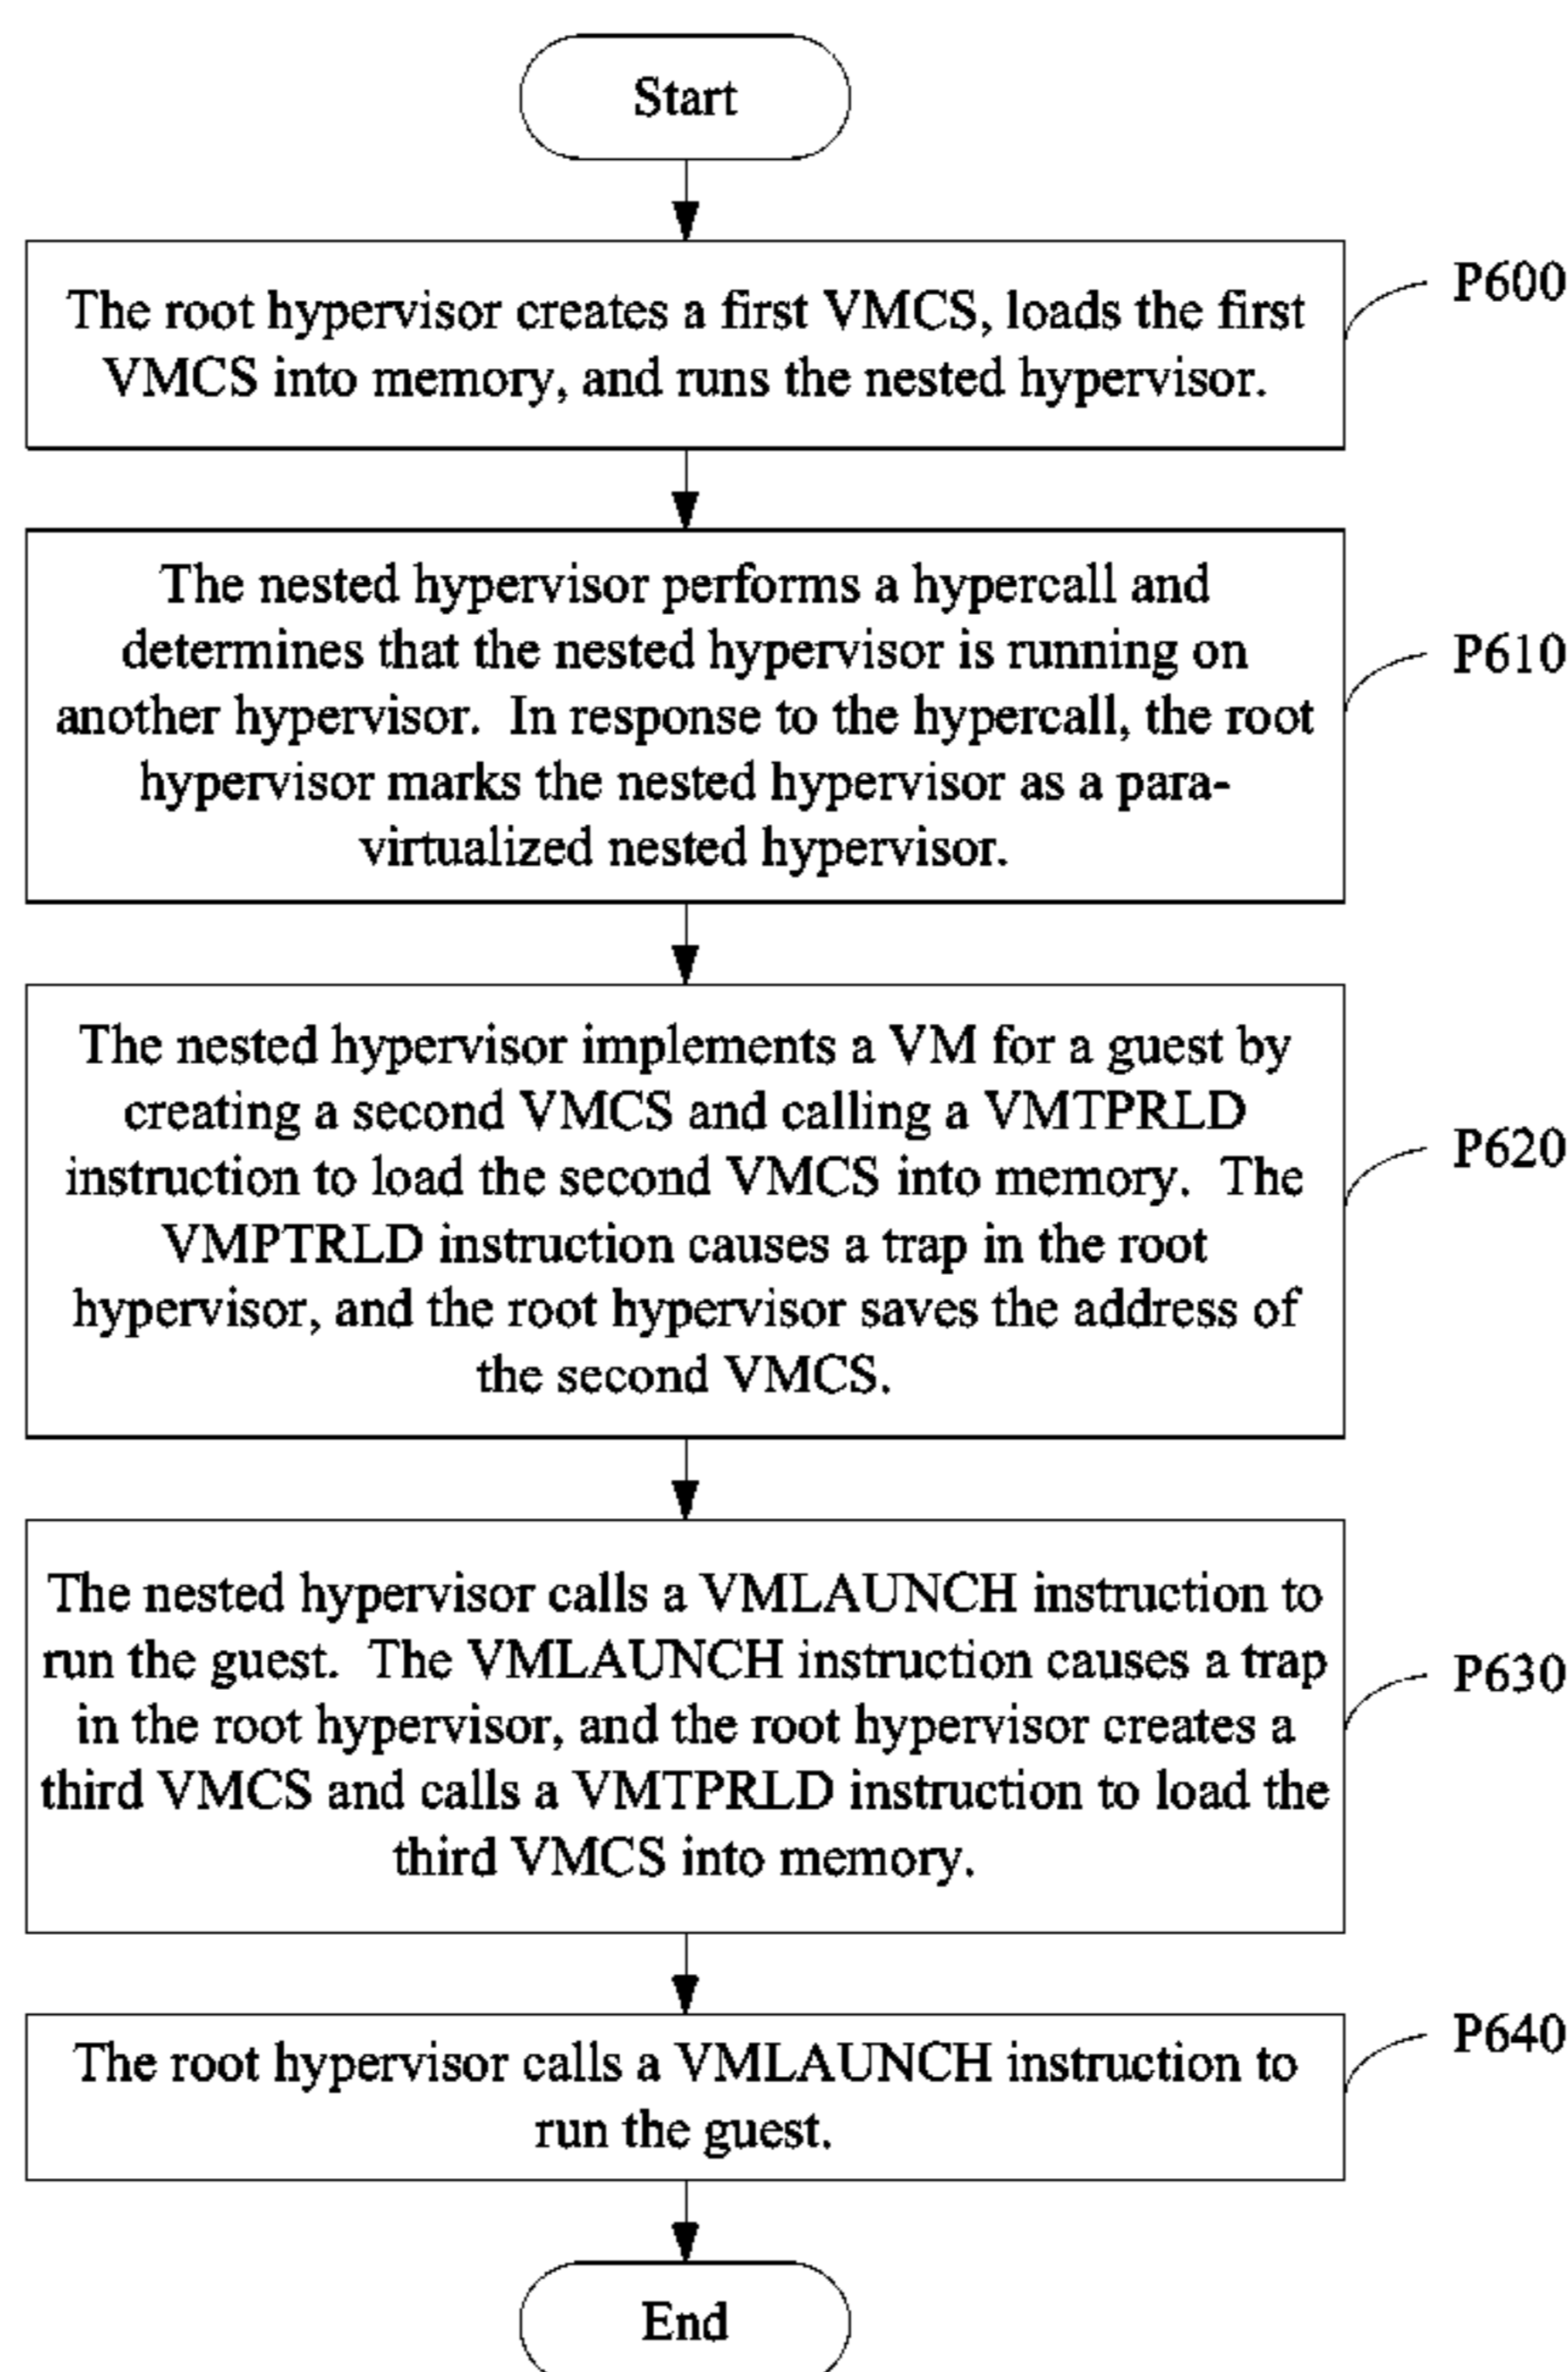 Start
The root hypervisor creates a first VMCS, loads the first
VMCS into memory, and runs the nested hypervisor.
P600
The nested hypervisor performs a hypercall and
determines that the nested hypervisor is running on
another hypervisor. In response to the hypercall, the root
hypervisor marks the nested hypervisor as a para-
virtualized nested hypervisor.
P610
The nested hypervisor implements a VM for a guest by
creating a second VMCS and calling a VMTPRLD
instruction to load the second VMCS into memory. The
VMPTRLD instruction causes a trap in the root
hypervisor, and the root hypervisor saves the address of
the second VMCS.
P620
The nested hypervisor calls a VMLAUNCH instruction to
run the guest. The VMLAUNCH instruction causes a trap
in the root hypervisor, and the root hypervisor creates a
third VMCS and calls a VMTPRLD instruction to load the
third VMCS into memory.
P630
The root hypervisor calls a VMLAUNCH instruction to
run the guest.
P640
End